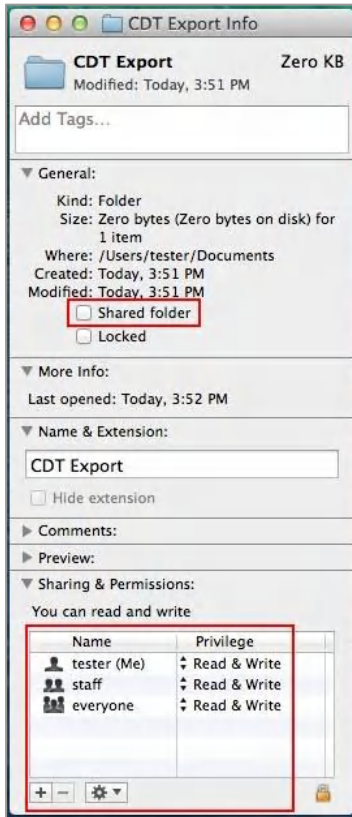 CDT Export Info
CDT Export Zero KB
Modified: Today, 3:51 PM
Add Tags...
General:
Kind: Folder
Size: Zero bytes (Zero bytes on disk) for
1 item
Where: /Users/tester/Documents
Created: Today, 3:51 PM
Modified: Today, 3:51 PM
Shared folder
Locked
More Info:
Last opened: Today, 3:52 PM
Name & Extension:
CDT Export
Hide extension
Comments:
Preview:
Sharing & Permissions:
You can read and write
Name Privilege
tester (Me) Read & Write
staff Read & Write
everyone Read & Write